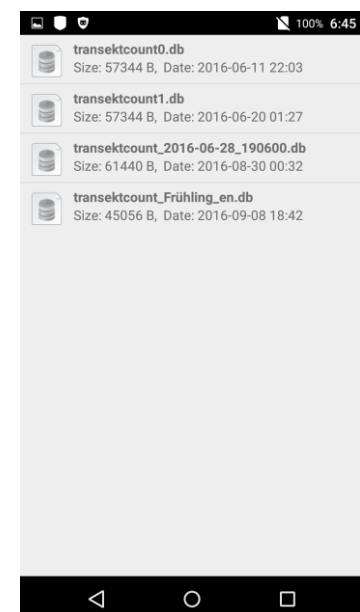 100% 6:45
transektcount0.db
Size: 57344 B, Date: 2016-06-11 22:03
transektcount1.db
Size: 57344 B, Date: 2016-06-20 01:27
transektcount_2016-06-28_190600.db
Size: 61440 B, Date: 2016-08-30 00:32
transektcount_Frühling_en.db
Size: 45056 B, Date: 2016-09-08 18:42